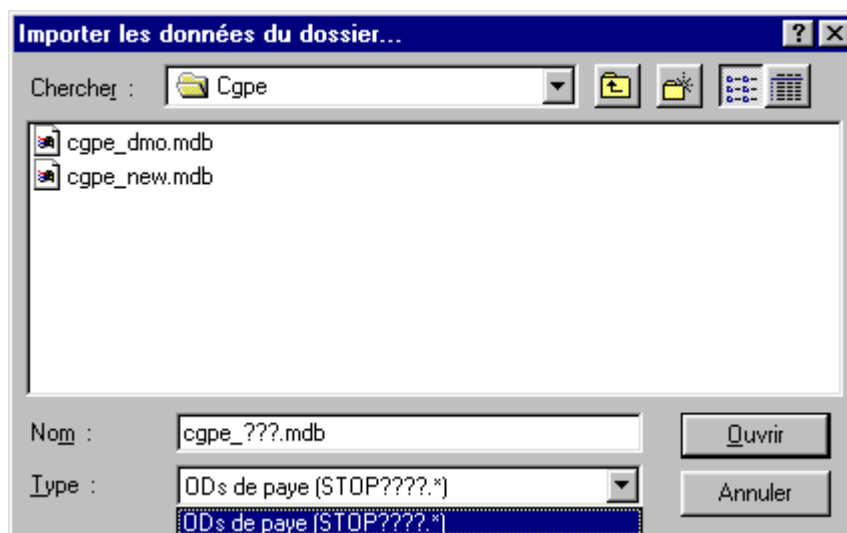 Importer les données du dossier...
Chercher : Cgpe
cgpe_dmo.mdb
cgpe_new.mdb
Nom : cgpe_???.mdb Ouvrir
Type : ODs de paye (STOP????.*) Annuler
ODs de paye (STOP????.*)